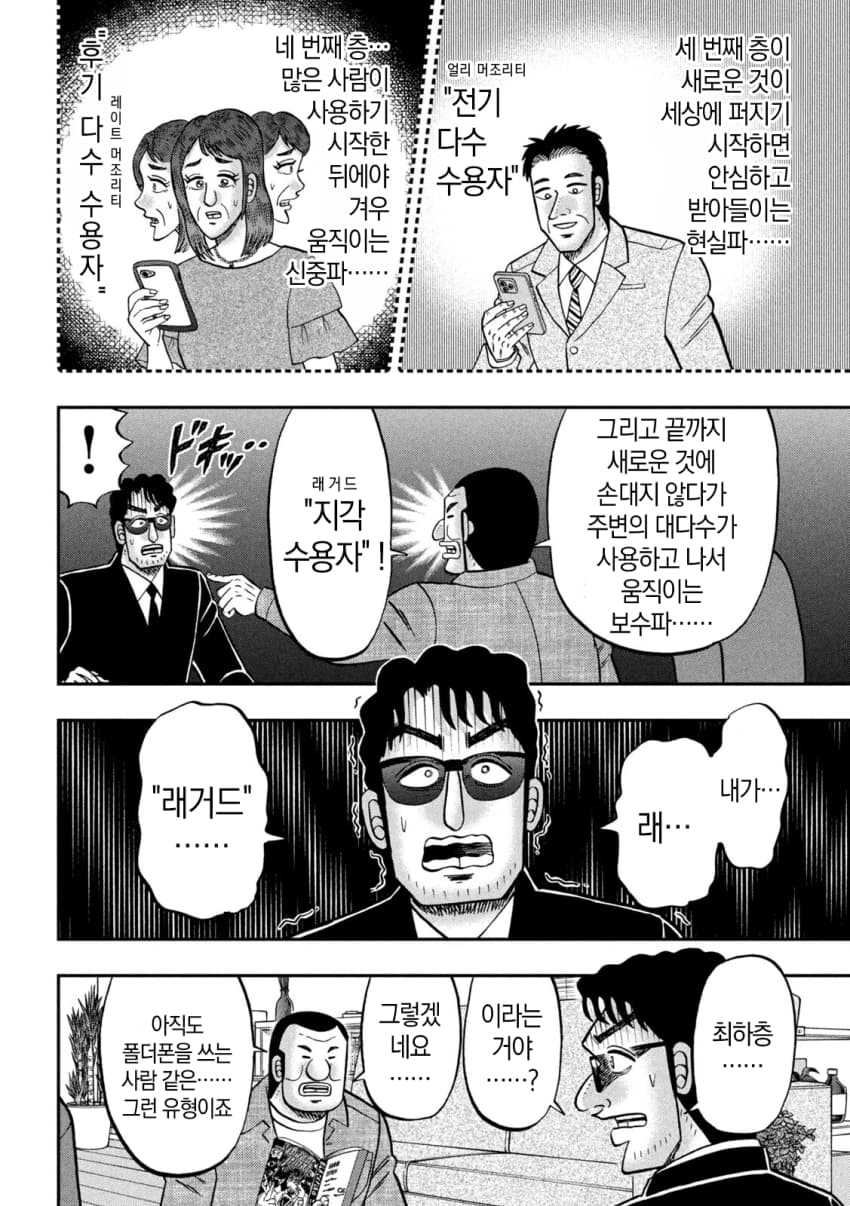 세 번째 층이
새로운 것이
세상에 퍼지기
시작하면
안심하고
받아들이는
현실파……
얼리 머조리티
"전기
다수
수용자"
네 번째 층…
많은 사람이
사용하기
시작한
뒤에야
겨우
움직이는
신중파……
레이트 머조리티
"후기 다수 수용자"
그리고 끝까지
새로운 것에
손대지 않다가
주변의 대다수가
사용하고 나서
움직이는
보수파……
래거드
"지각
수용자" !
ドキッ‥
!
내가…
래…
"래거드"
……
최하층
……
이라는
거야
……?
그렇겠
네요
……
아직도
폴더폰을 쓰는
사람 같은……
그런 유형이죠